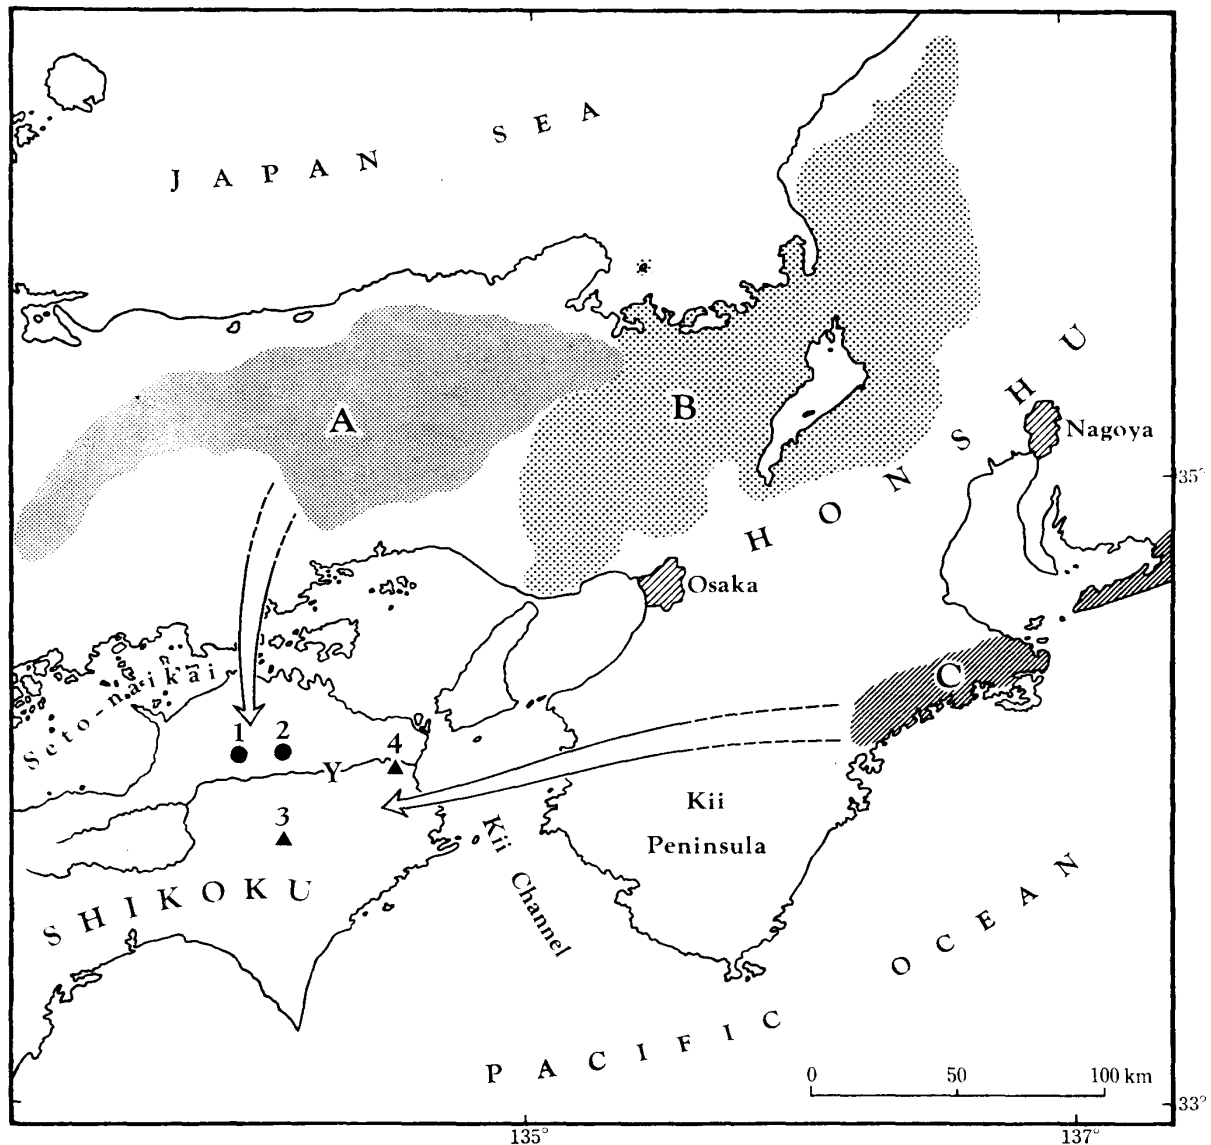 JAPAN SEA
A
B
HONSHU
Nagoya
35°
Osaka
C
Seto-naikai
1
2
4
Y
3
Kii
Peninsula
Kii Channel
SHIKOKU
PACIFIC OCEAN
0 50 100 km
33°
135° 137°